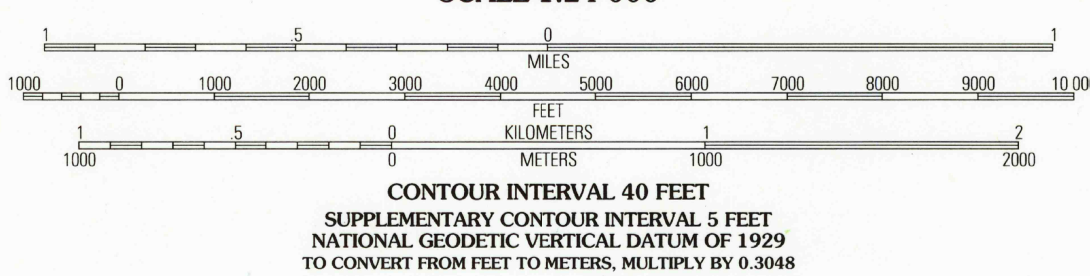 1 .5 0 1
MILES
1000 0 1000 2000 3000 4000 5000 6000 7000 8000 9000 10 00
FEET
1 .5 0 KILOMETERS 1 2
1000 0 METERS 1000 2000
CONTOUR INTERVAL 40 FEET
SUPPLEMENTARY CONTOUR INTERVAL 5 FEET
NATIONAL GEODETIC VERTICAL DATUM OF 1929
TO CONVERT FROM FEET TO METERS, MULTIPLY BY 0.3048